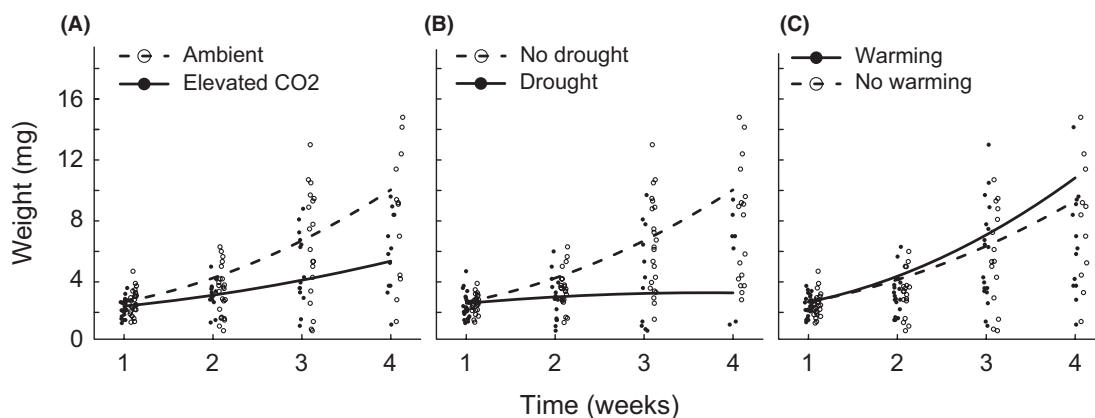 (A)
Ambient
Elevated CO2
(B)
No drought
Drought
(C)
Warming
No warming
Weight (mg)
16
12
8
4
0
1 2 3 4
1 2 3 4
1 2 3 4
Time (weeks)